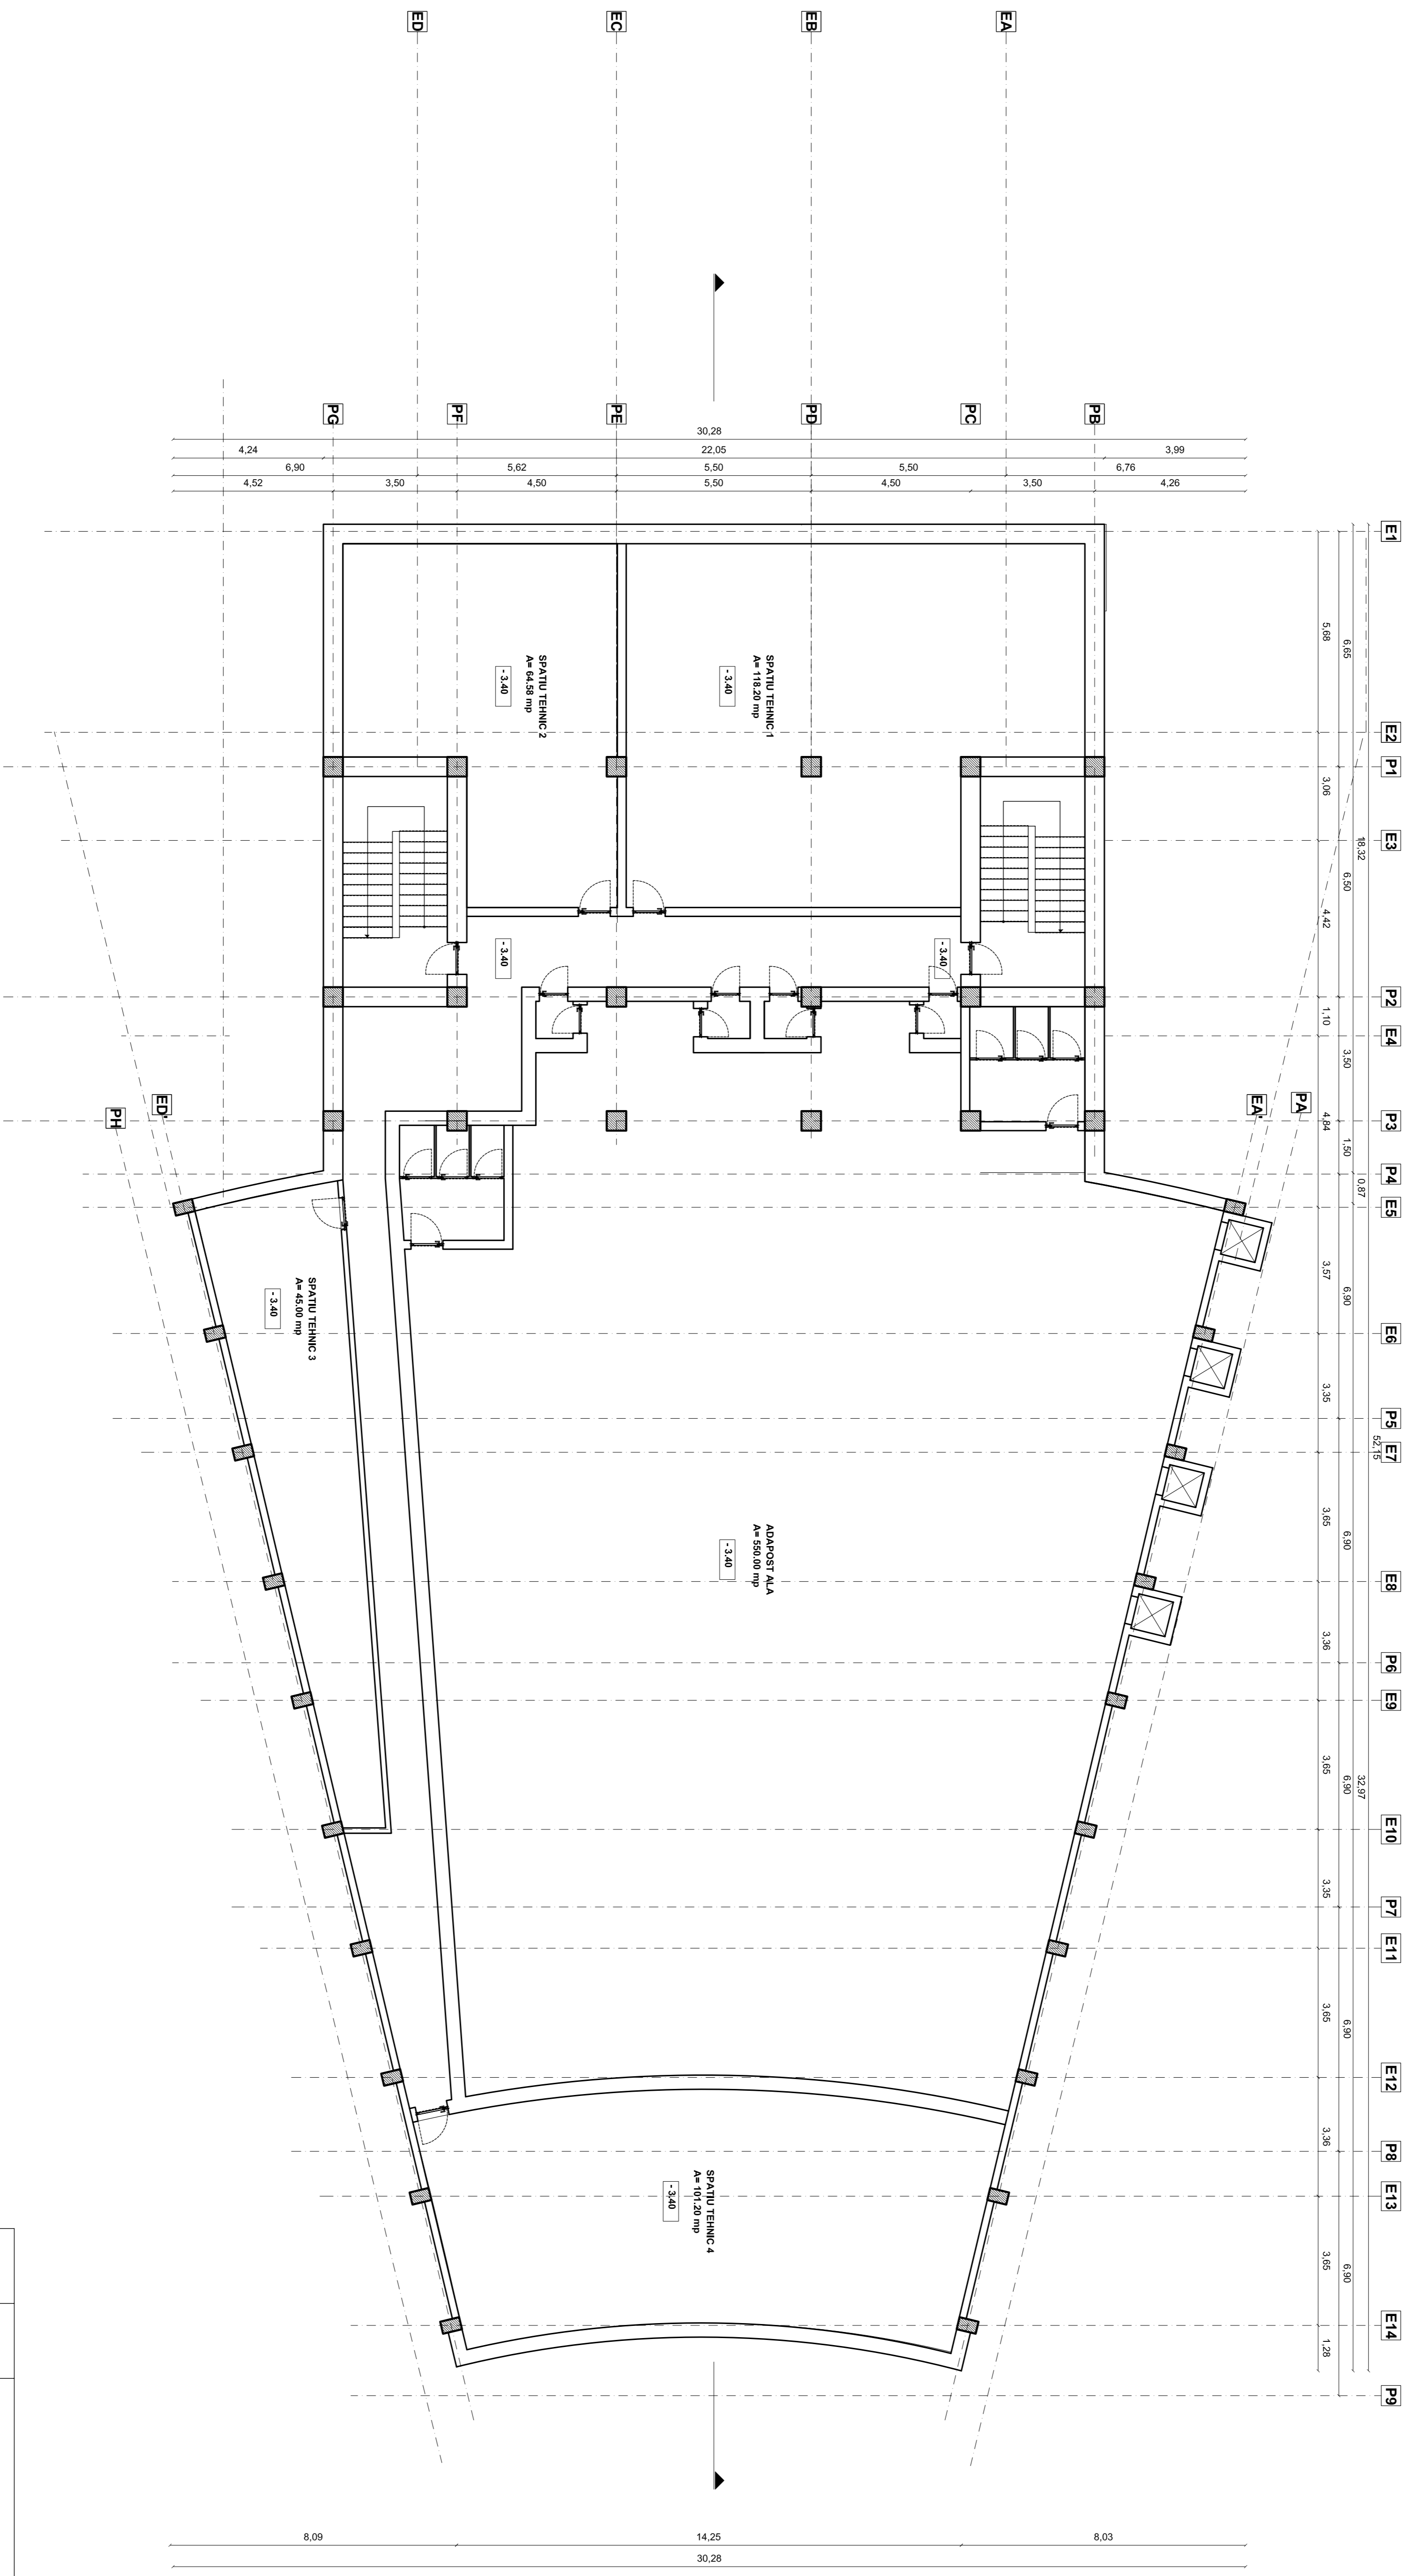 ED
EC
EB
EA
PG
PF
PE
PD
PC
PB
30,28
4,24
22,05
3,99
6,90
5,62
5,50
5,50
6,76
4,52
3,50
4,50
5,50
4,50
3,50
4,26
E1
E2
P1
E3
P2
E4
P3
P4
E5
E6
P5
E7
E8
P6
E9
E10
P7
E11
E12
P8
E13
E14
P9
5,68
3,06
4,42
1,10
4,84
3,57
3,35
3,65
3,36
3,65
3,35
3,65
3,36
3,65
1,28
6,65
6,50
3,50
1,50
6,90
6,90
6,90
6,90
6,90
18,32
0,87
32,97
52,15
SPATIU TEHNIC 2
A= 64.58 mp
- 3.40
SPATIU TEHNIC 1
A= 118.20 mp
- 3.40
- 3.40
- 3.40
PH
ED'
EA'
PA
SPATIU TEHNIC 3
A= 45.00 mp
- 3.40
ADAPOST ALA
A= 550.00 mp
- 3.40
SPATIU TEHNIC 4
A= 101.20 mp
- 3.40
8,09
14,25
8,03
30,28